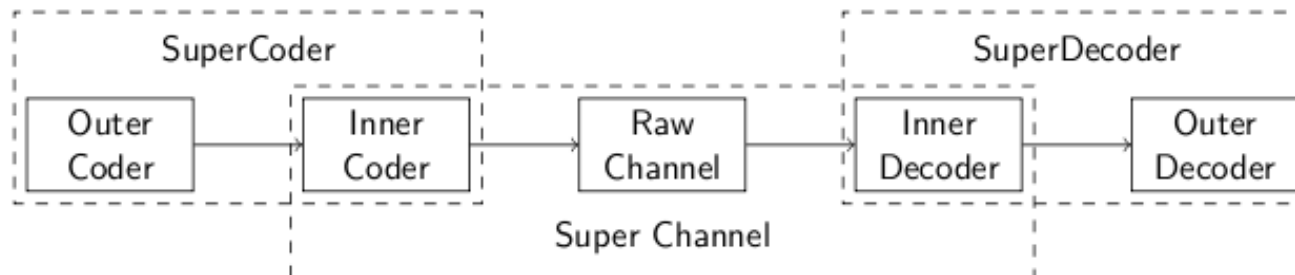 SuperCoder
SuperDecoder
Outer
Coder
Inner
Coder
Raw
Channel
Inner
Decoder
Outer
Decoder
Super Channel